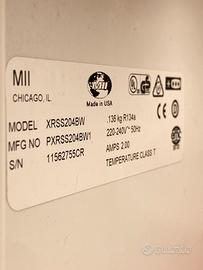 MII
CHICAGO, IL.
Made in USA
MODEL XRSS204BW
MFG NO PXRSS204BW1
S/N 11562755CR
.136 kg R134a
220-240V~ 50Hz
AMPS 2.00
TEMPERATURE CLASS T
subito